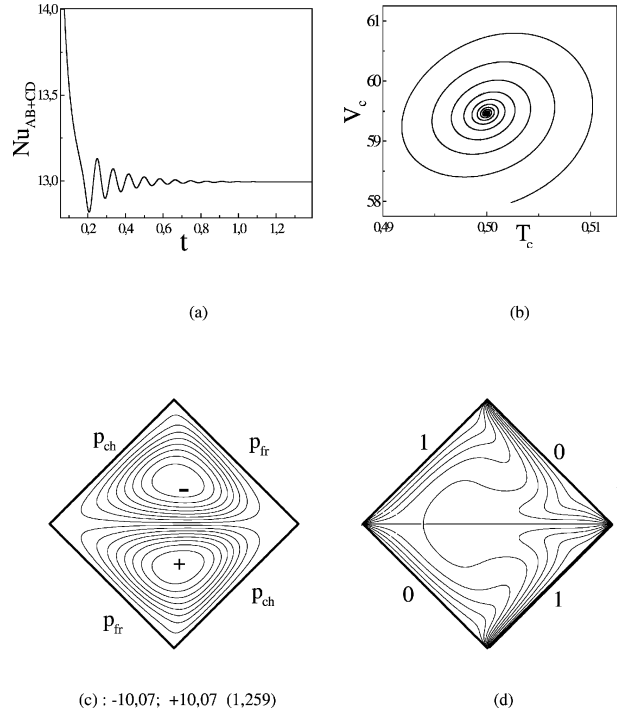 14,0
13,5
13,0
Nu_AB+CD
0,2 0,4 0,6 0,8 1,0 1,2
t
(a)
61
60
59
58
V_c
0,49 0,50 0,51
T_c
(b)
p_ch p_fr
-
+
p_fr p_ch
(c) : -10,07; +10,07 (1,259)
1 0
0 1
(d)